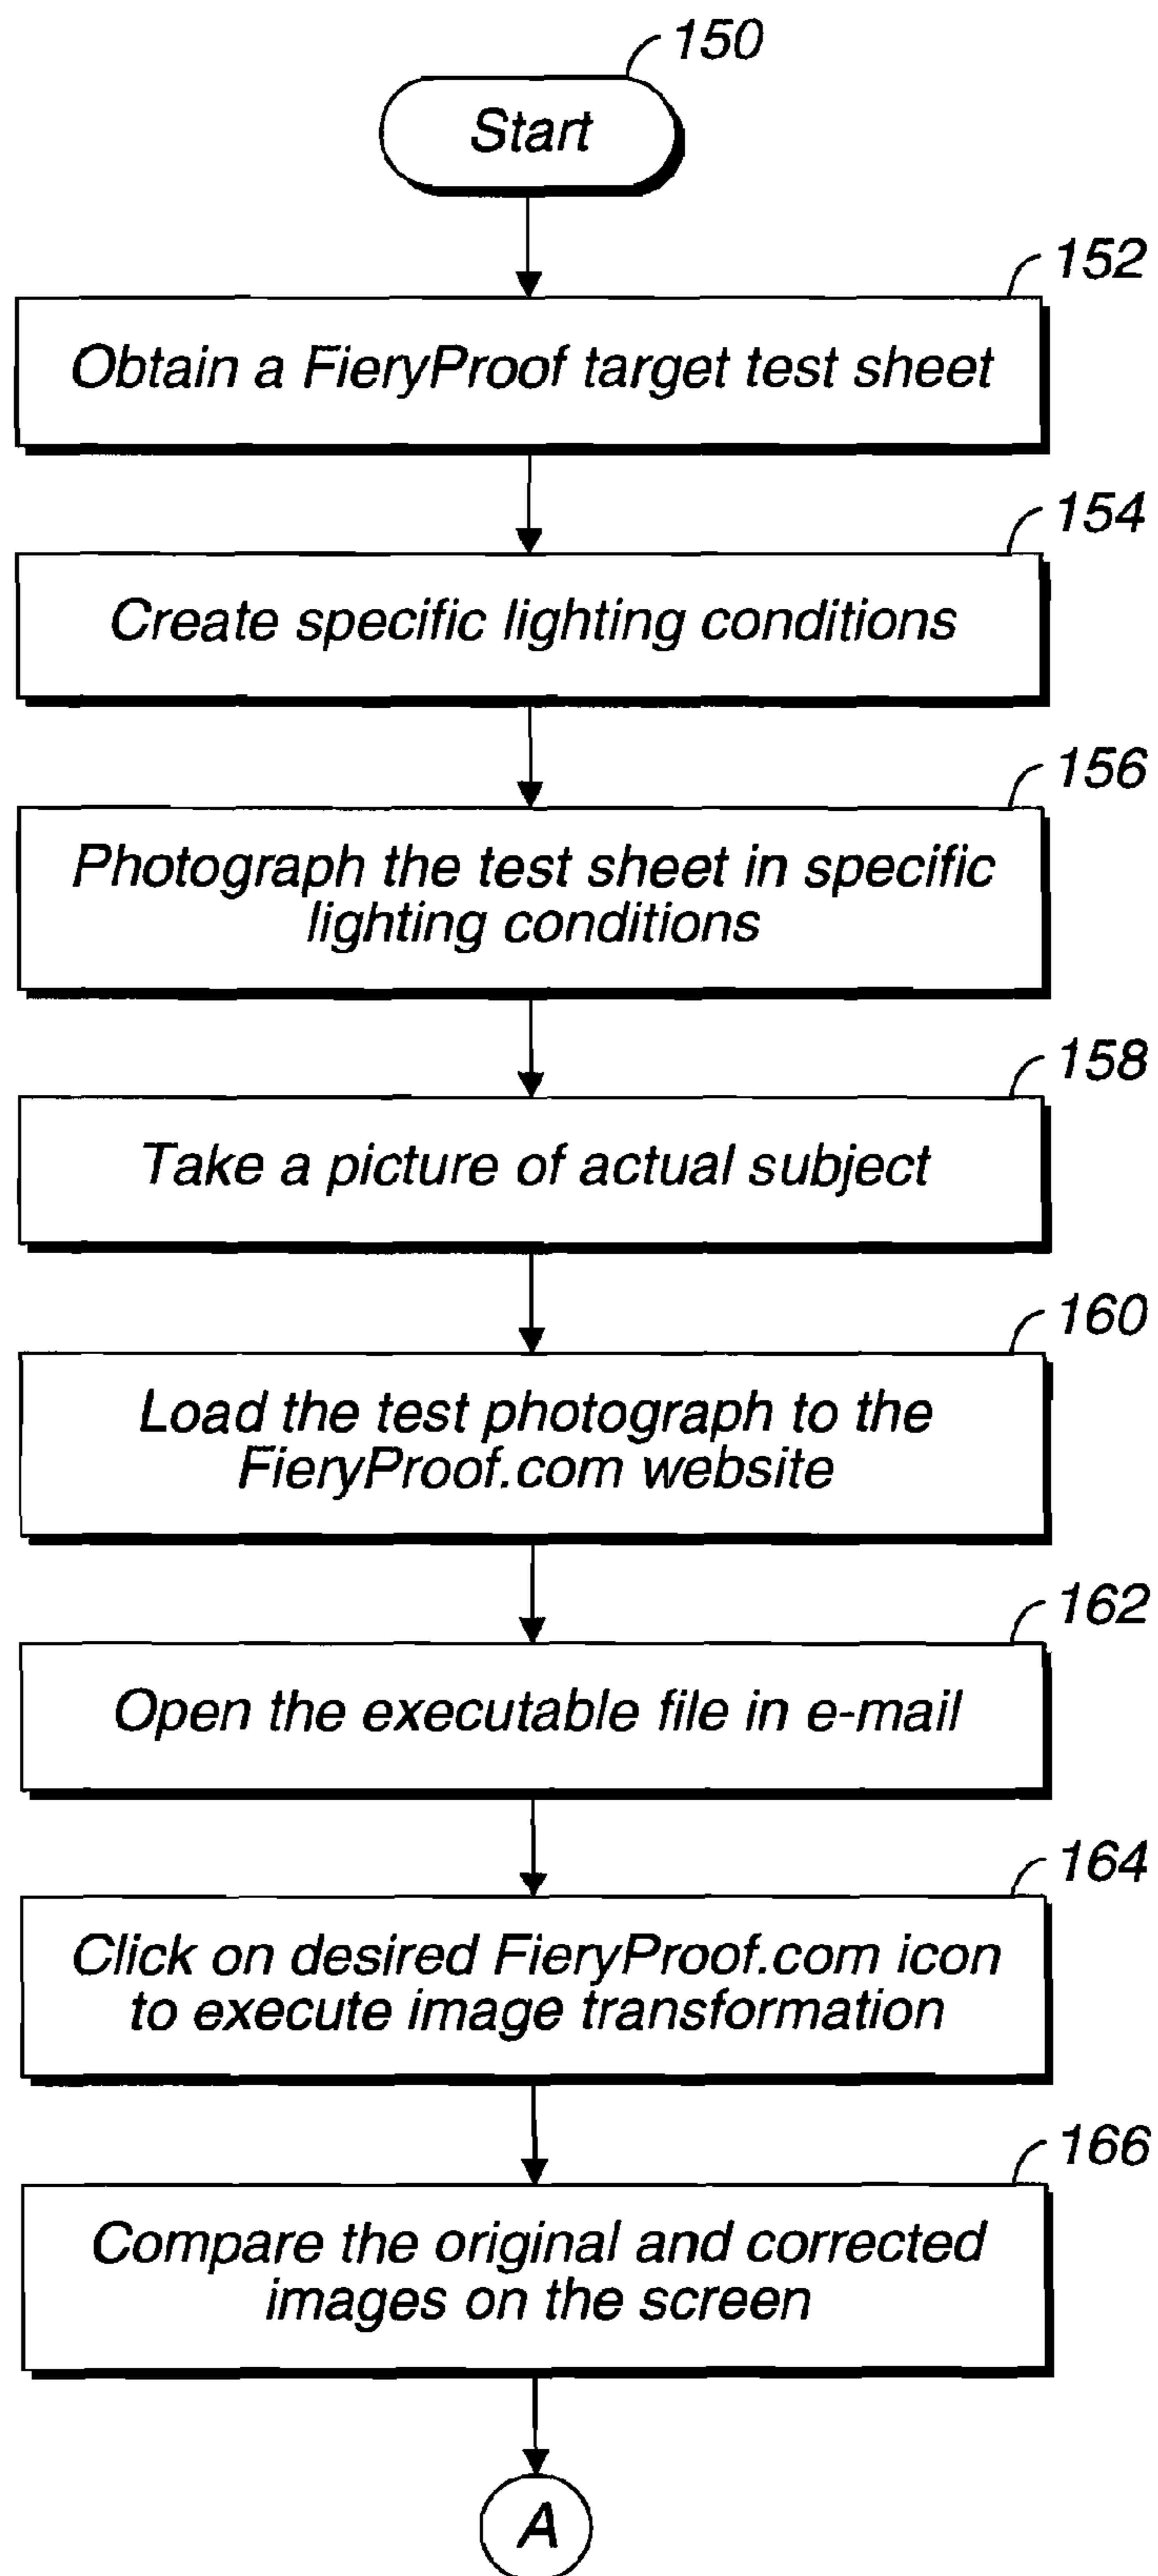 150
Start
152
Obtain a FieryProof target test sheet
154
Create specific lighting conditions
156
Photograph the test sheet in specific
lighting conditions
158
Take a picture of actual subject
160
Load the test photograph to the
FieryProof.com website
162
Open the executable file in e-mail
164
Click on desired FieryProof.com icon
to execute image transformation
166
Compare the original and corrected
images on the screen
A